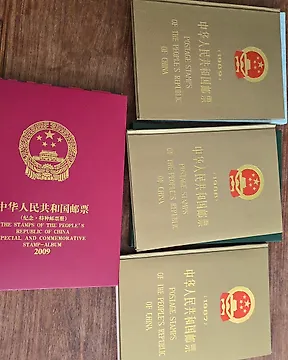 中华人民共和国邮票
(纪念·特种邮票册)
THE STAMPS OF THE PEOPLE'S
REPUBLIC OF CHINA
PECIAL AND COMMEMORATIVE
STAMP-ALBUM
2009
中华人民共和国邮票
(1989)
POSTAGE STAMPS
OF THE PEOPLE'S REPUBLIC
OF CHINA
中华人民共和国邮票
POSTAGE STAMPS
OF THE PEOPLE'S REPUBLIC
OF CHINA
中华人民共和国邮票
(1987)
POSTAGE STAMPS
OF THE PEOPLE'S REPUBLIC
OF CHINA